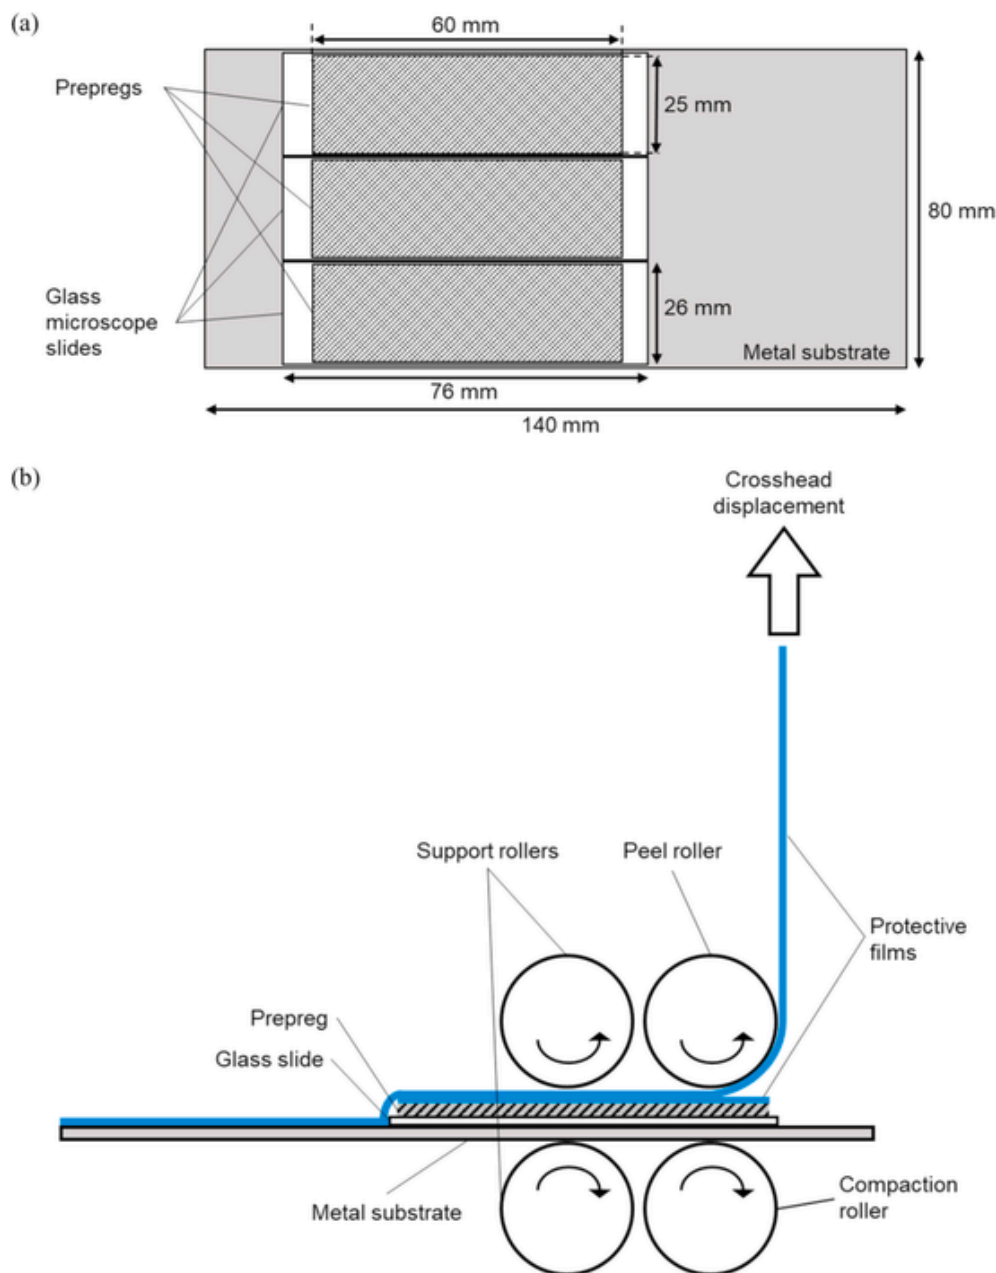 (a)
60 mm
Prepregs
25 mm
80 mm
Glass
microscope
slides
26 mm
Metal substrate
76 mm
140 mm
(b)
Crosshead
displacement
Support rollers
Peel roller
Protective
films
Prepreg
Glass slide
Metal substrate
Compaction
roller